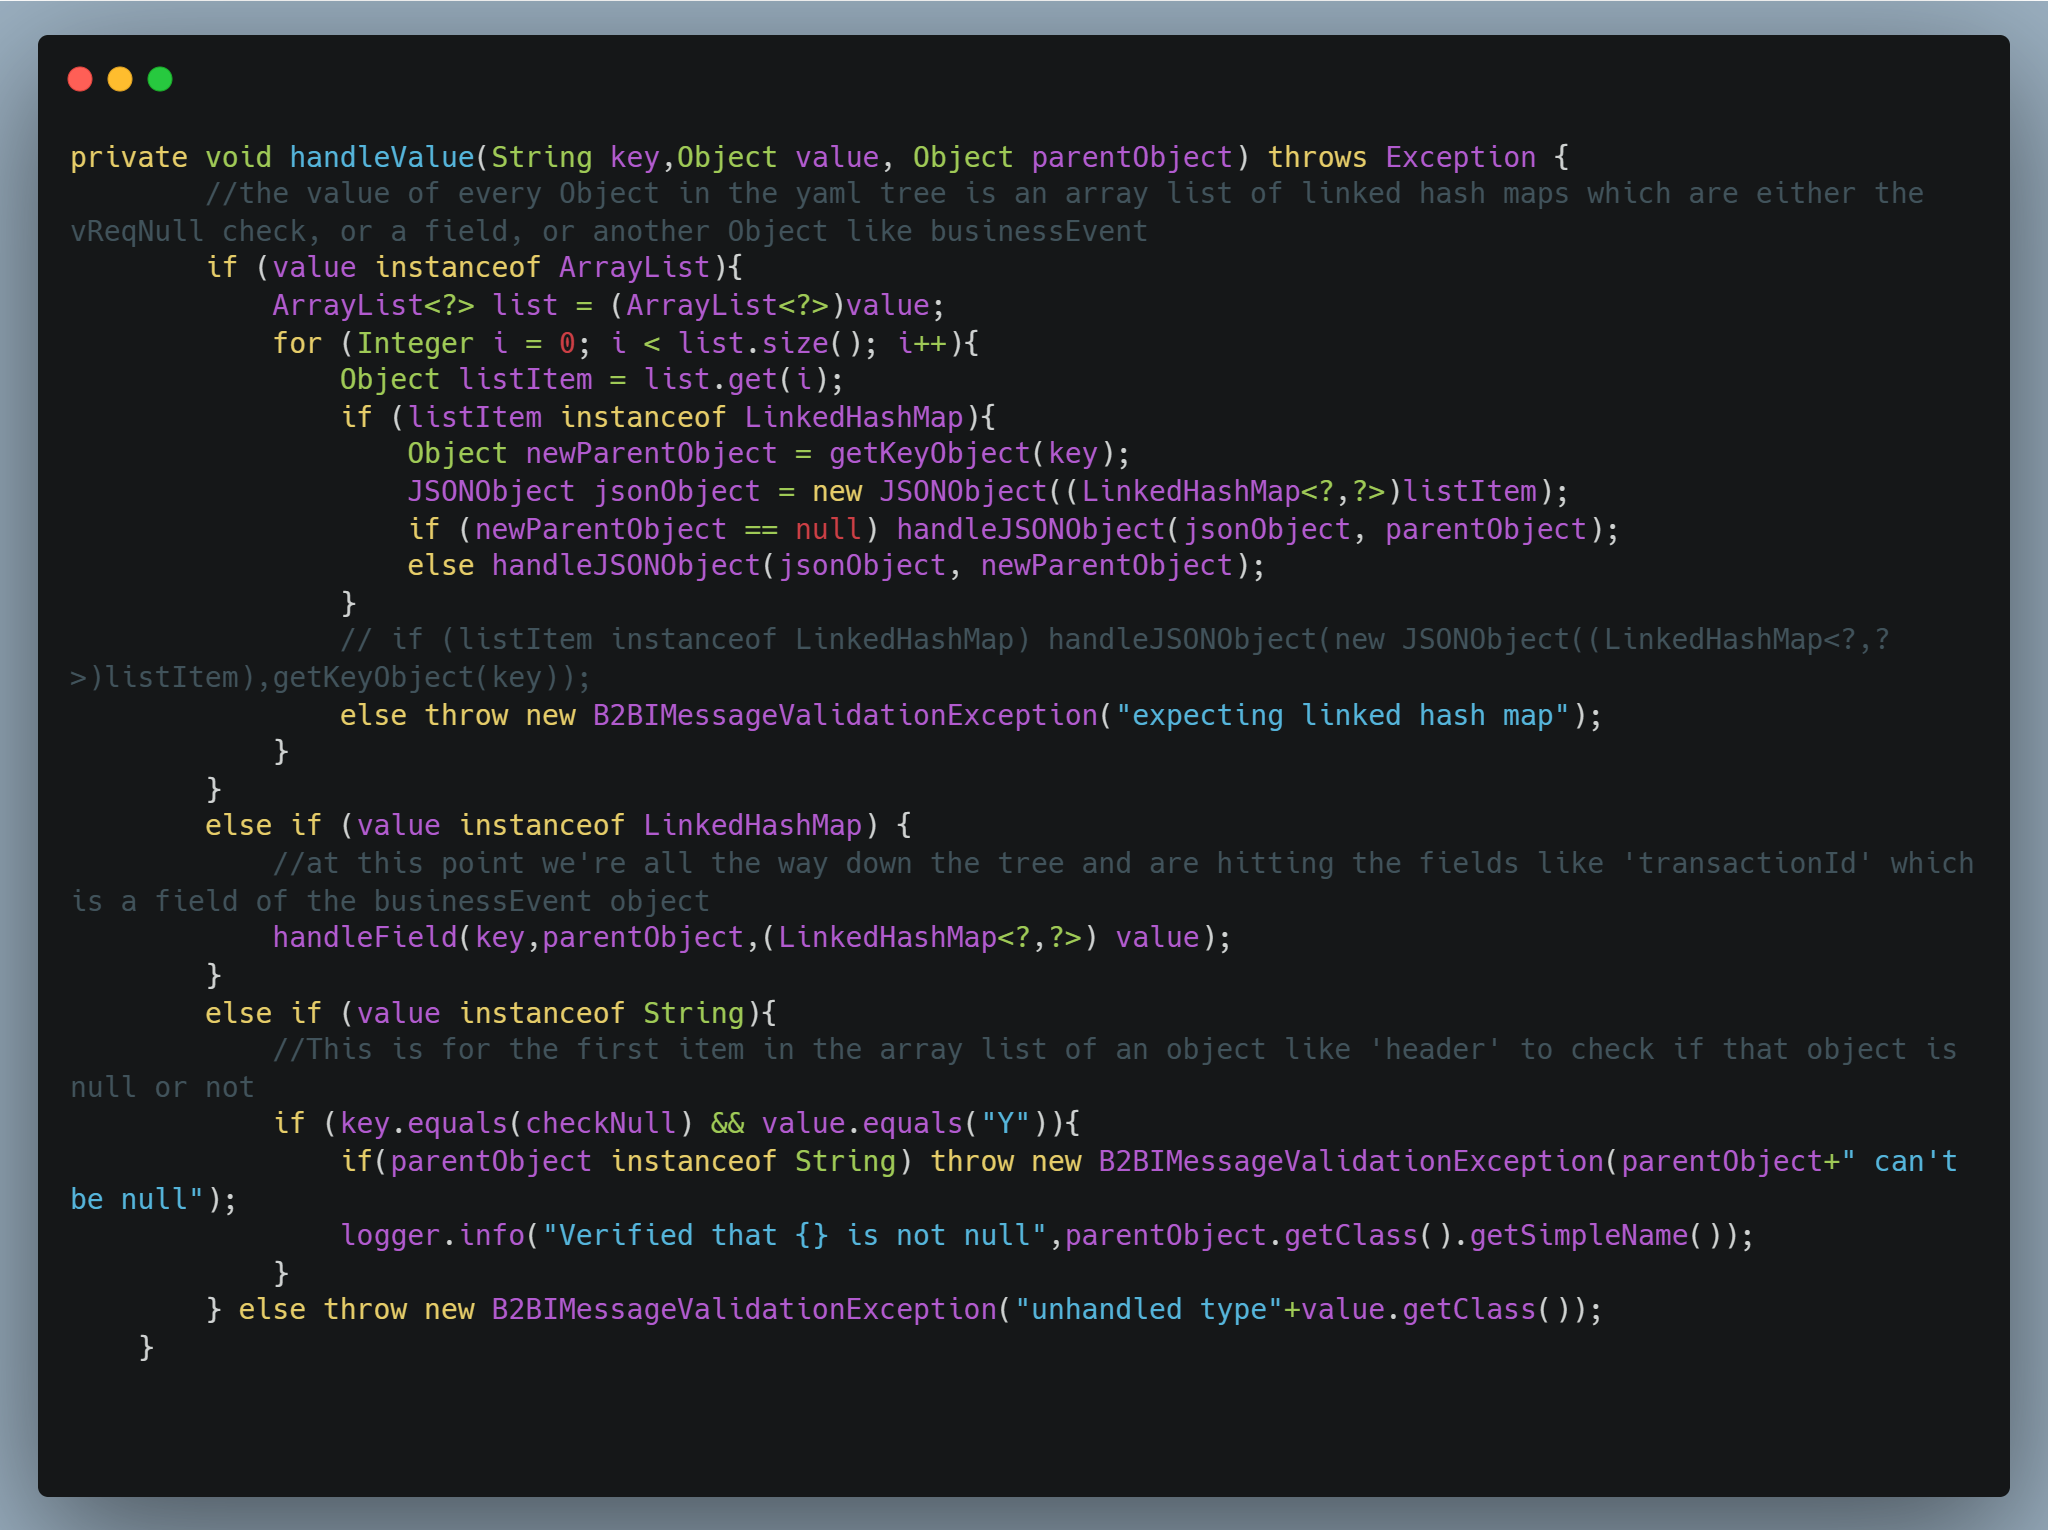 private void handleValue(String key,Object value, Object parentObject) throws Exception {
        //the value of every Object in the yaml tree is an array list of linked hash maps which are either the
vReqNull check, or a field, or another Object like businessEvent
        if (value instanceof ArrayList){
            ArrayList<?> list = (ArrayList<?>)value;
            for (Integer i = 0; i < list.size(); i++){
                Object listItem = list.get(i);
                if (listItem instanceof LinkedHashMap){
                    Object newParentObject = getKeyObject(key);
                    JSONObject jsonObject = new JSONObject((LinkedHashMap<?,?>)listItem);
                    if (newParentObject == null) handleJSONObject(jsonObject, parentObject);
                    else handleJSONObject(jsonObject, newParentObject);
                }
                // if (listItem instanceof LinkedHashMap) handleJSONObject(new JSONObject((LinkedHashMap<?,?
>)listItem),getKeyObject(key));
                else throw new B2BIMessageValidationException("expecting linked hash map");
            }
        }
        else if (value instanceof LinkedHashMap) {
            //at this point we're all the way down the tree and are hitting the fields like 'transactionId' which
is a field of the businessEvent object
            handleField(key,parentObject,(LinkedHashMap<?,?>) value);
        }
        else if (value instanceof String){
            //This is for the first item in the array list of an object like 'header' to check if that object is
null or not
            if (key.equals(checkNull) && value.equals("Y")){
                if(parentObject instanceof String) throw new B2BIMessageValidationException(parentObject+" can't
be null");
                logger.info("Verified that {} is not null",parentObject.getClass().getSimpleName());
            }
        } else throw new B2BIMessageValidationException("unhandled type"+value.getClass());
    }